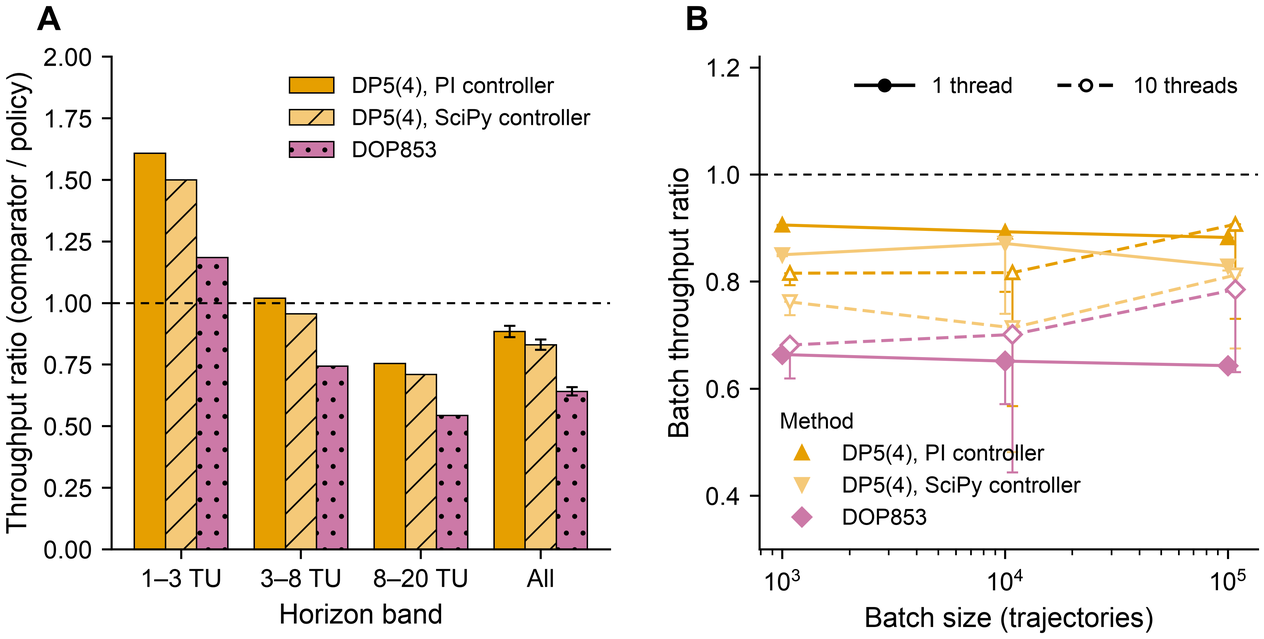 A
Throughput ratio (comparator / policy)
2.00
1.75
1.50
1.25
1.00
0.75
0.50
0.25
0.00
DP5(4), PI controller
DP5(4), SciPy controller
DOP853
1–3 TU
3–8 TU
8–20 TU
All
Horizon band
B
Batch throughput ratio
1.2
1.0
0.8
0.6
0.4
1 thread
10 threads
Method
DP5(4), PI controller
DP5(4), SciPy controller
DOP853
10³
10⁴
10⁵
Batch size (trajectories)